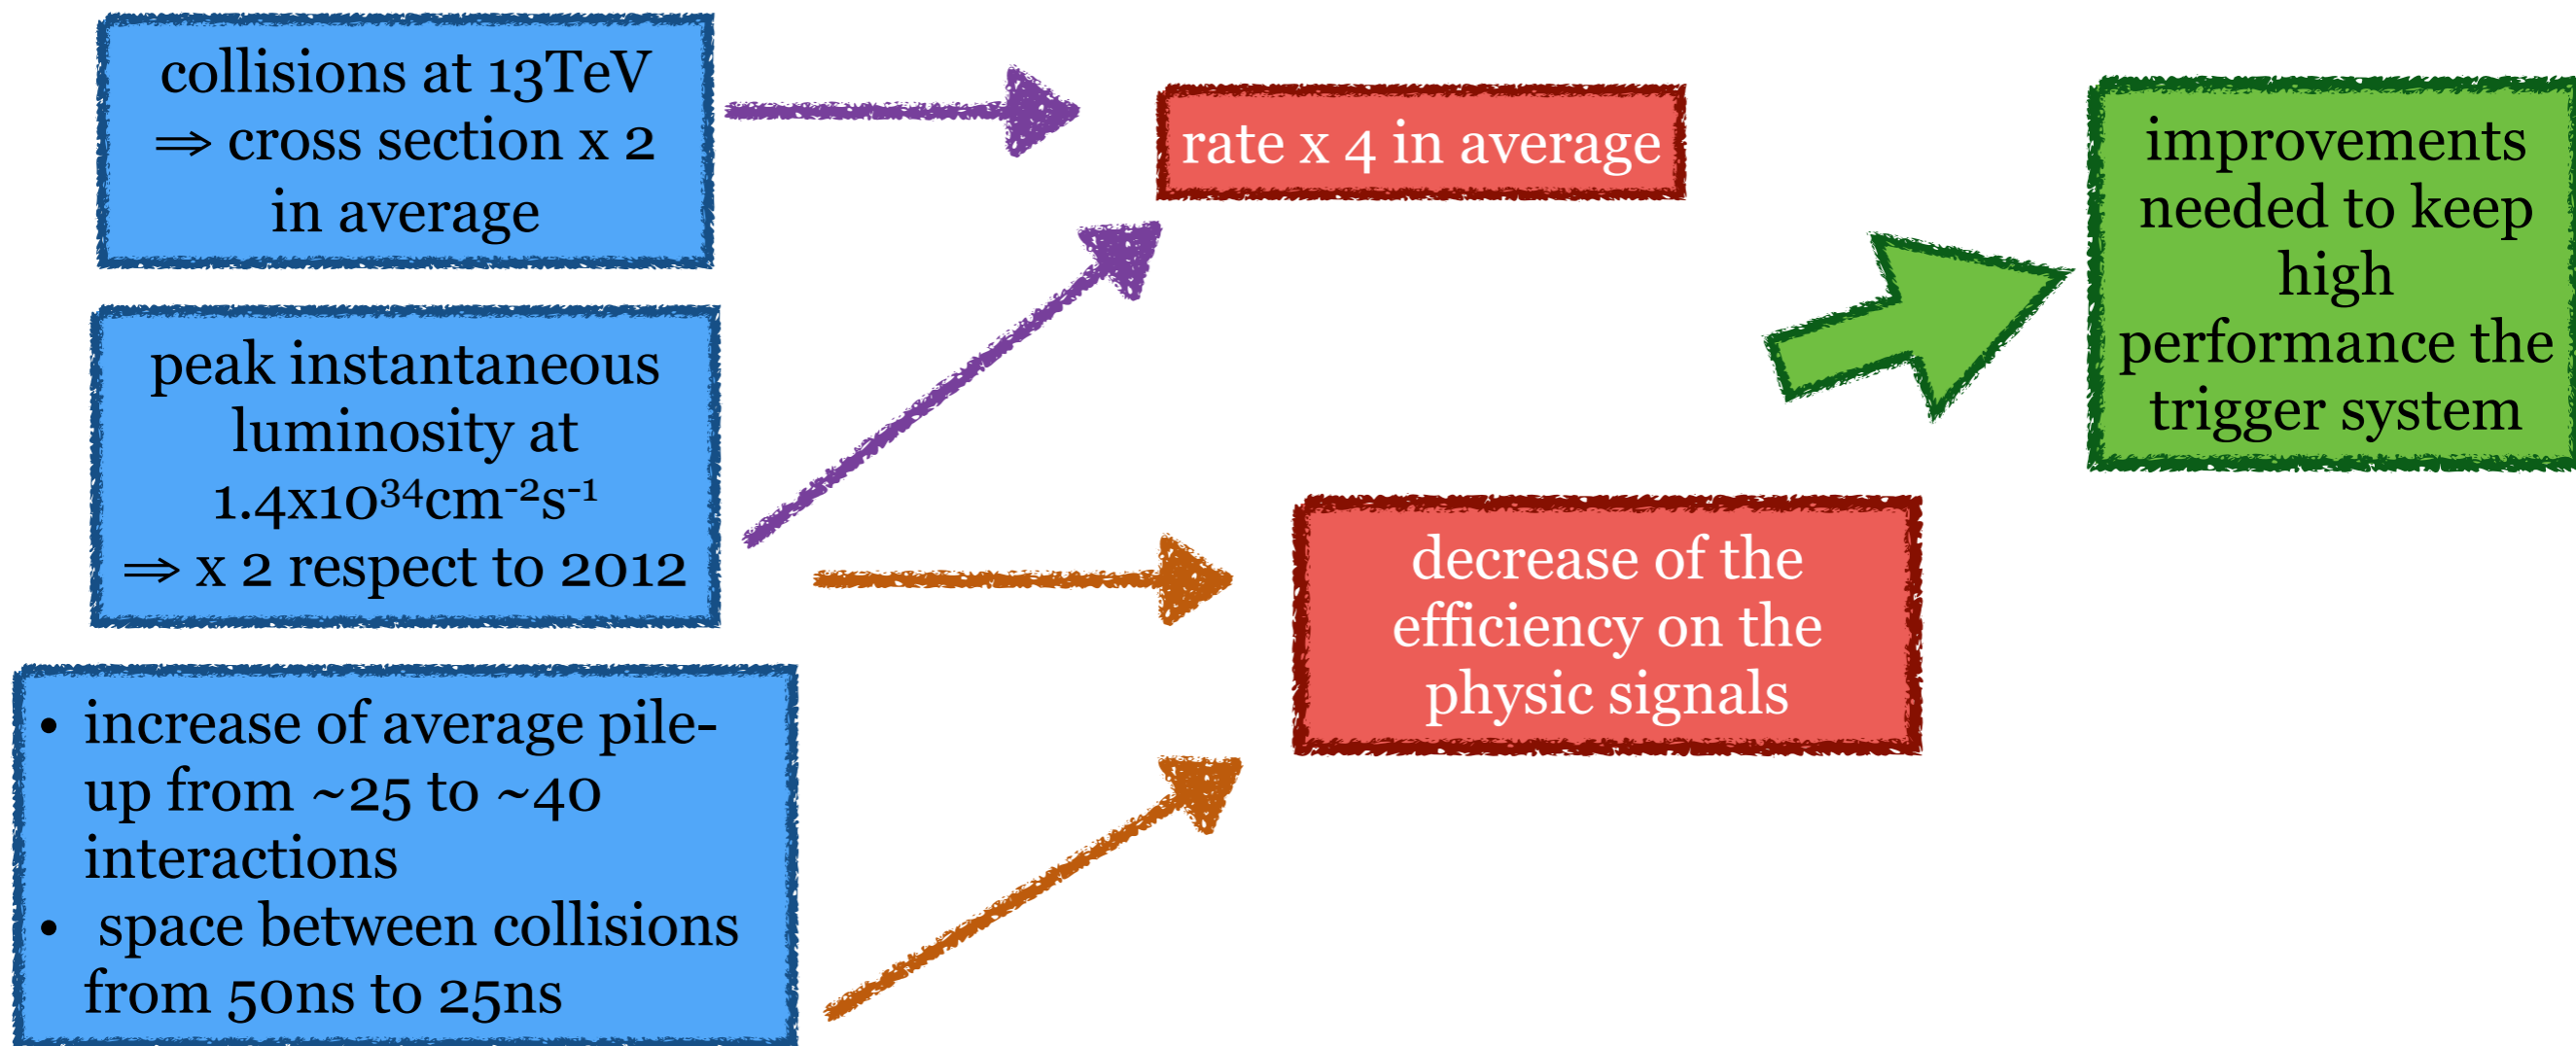 collisions at 13TeV
⇒ cross section x 2
in average
rate x 4 in average
improvements
needed to keep
high
performance the
trigger system
peak instantaneous
luminosity at
1.4x10³⁴cm⁻²s⁻¹
⇒ x 2 respect to 2012
decrease of the
efficiency on the
physic signals
• increase of average pile-
up from ~25 to ~40
interactions
• space between collisions
from 50ns to 25ns